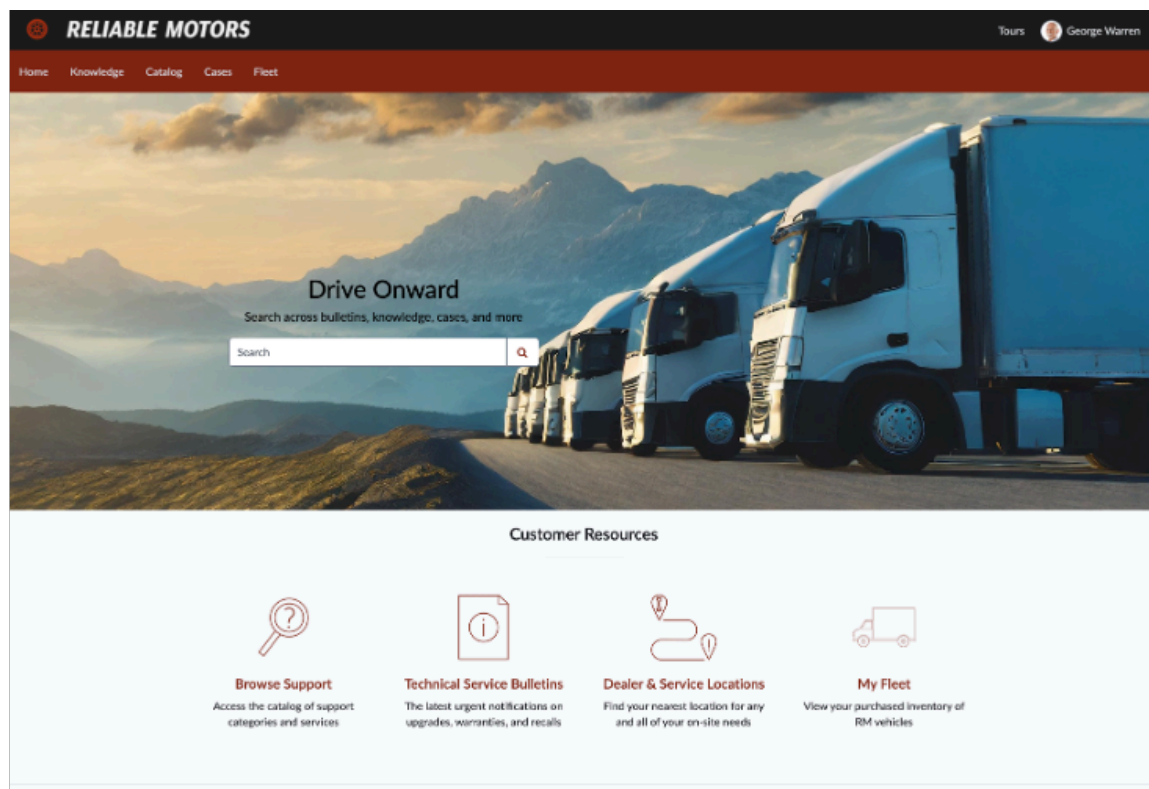 RELIABLE MOTORS
Tours
George Warren
Home
Knowledge
Catalog
Cases
Fleet
Drive Onward
Search across bulletins, knowledge, cases, and more
Search
Customer Resources
Browse Support
Access the catalog of support
categories and services
Technical Service Bulletins
The latest urgent notifications on
upgrades, warranties, and recalls
Dealer & Service Locations
Find your nearest location for any
and all of your on-site needs
My Fleet
View your purchased inventory of
RM vehicles